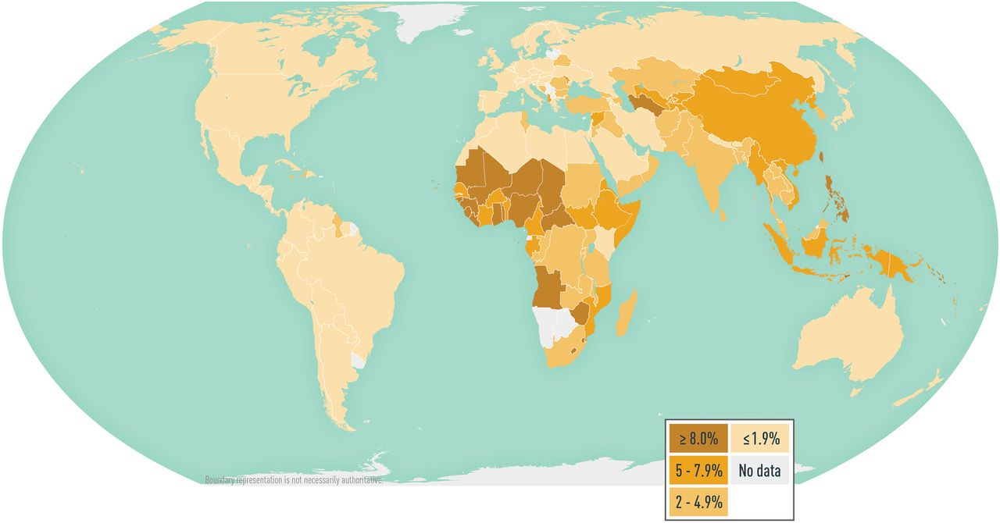 ≥ 8.0% ≤1.9%
5 - 7.9% No data
2 - 4.9%
Boundary representation is not necessarily authoritative.